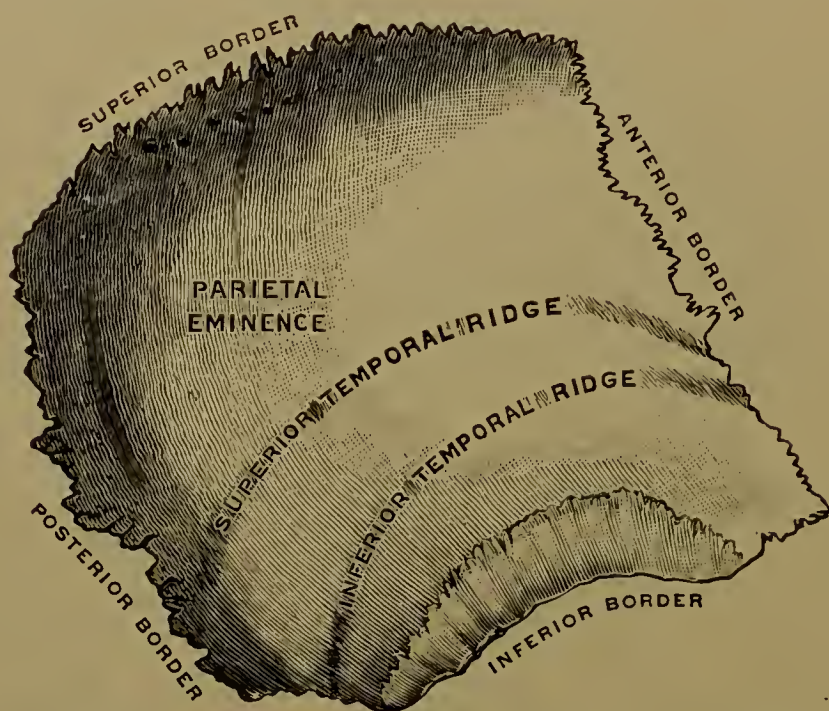 SUPERIOR BORDER
ANTERIOR BORDER
PARIETAL
EMINENCE
SUPERIOR TEMPORAL RIDGE
INFERIOR TEMPORAL RIDGE
POSTERIOR BORDER
INFERIOR BORDER